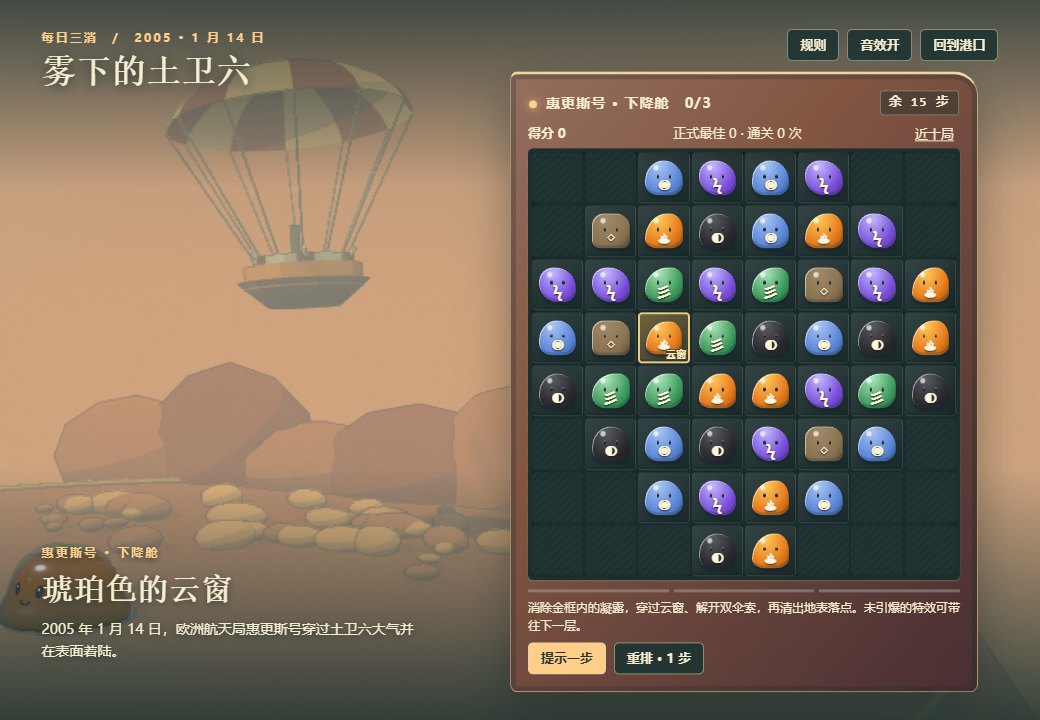 每日三消 / 2005 • 1 月 14 日
雾下的土卫六
规则
音效开
回到港口
惠更斯号 • 下降舱 0/3
余 15 步
得分 0
正式最佳 0 · 通关 0 次
近十局
云窗
消除金框内的凝露，穿过云窗、解开双伞索，再清出地表落点。未引爆的特效可带
往下一层。
提示一步
重排 • 1 步
惠更斯号 • 下降舱
琥珀色的云窗
2005 年 1 月 14 日，欧洲航天局惠更斯号穿过土卫六大气并
在表面着陆。